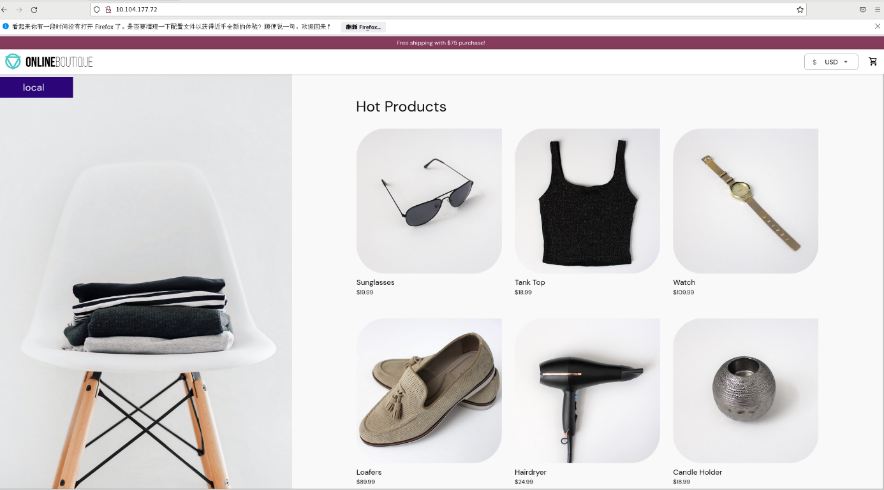 10.104.177.72
看起来您有一段时间没有打开 Firefox 了。是否要清理一下配置文件以获得近乎全新的体验？顺便说一句，欢迎回来！ 刷新 Firefox…
Free shipping with $75 purchase!
ONLINEBOUTIQUE
$ USD
local
Hot Products
Sunglasses
$19.99
Tank Top
$18.99
Watch
$109.99
Loafers
$89.99
Hairdryer
$24.99
Candle Holder
$18.99